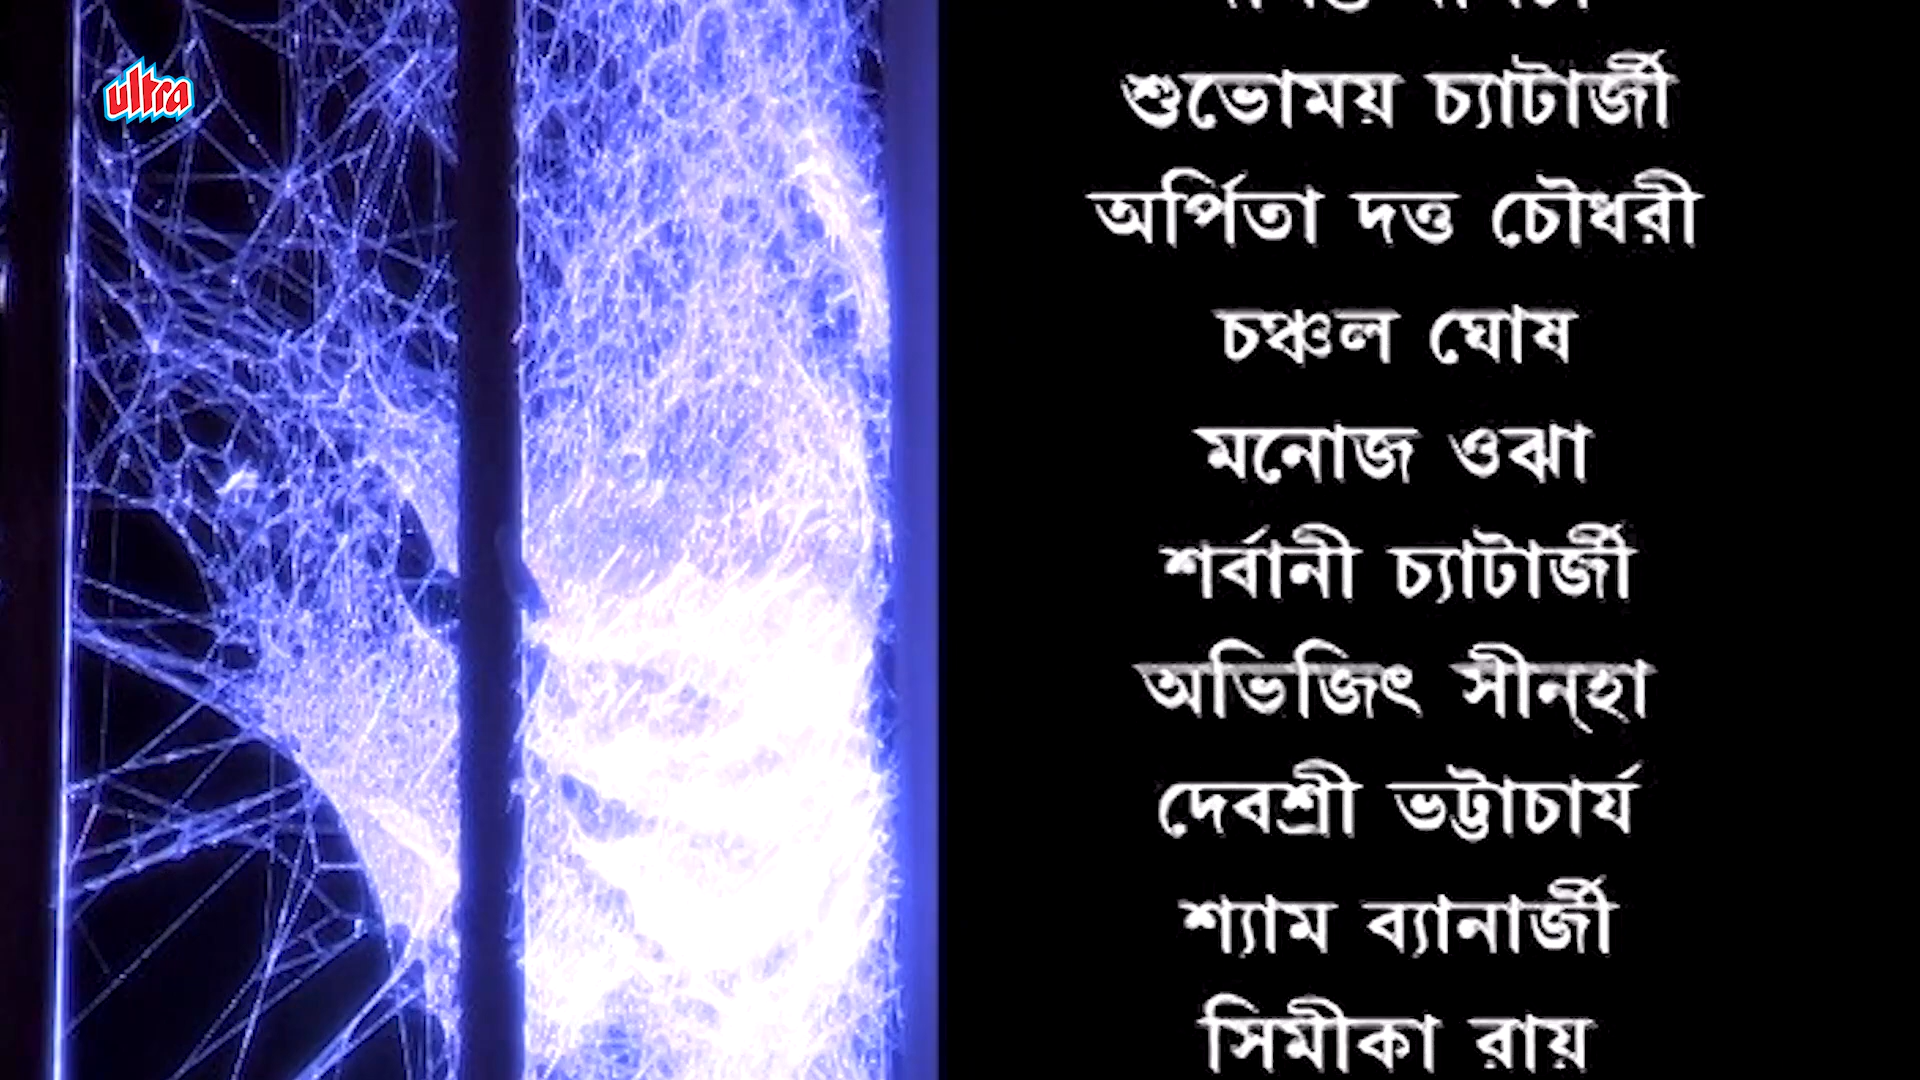 ultra
শুভোময় চ্যাটার্জী
অর্পিতা দত্ত চৌধরী
চঞ্চল ঘোষ
মনোজ ওঝা
শর্বানী চ্যাটার্জী
অভিজিৎ সীন্‌হা
দেবশ্রী ভট্টাচার্য
শ্যাম ব্যানার্জী
সিমীকা রায়